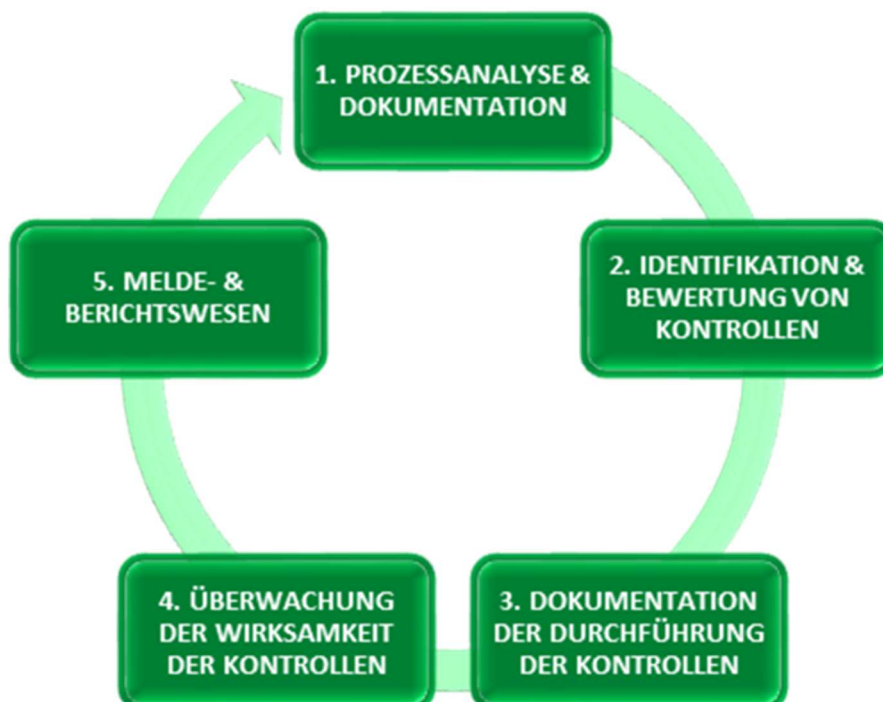 1. PROZESSANALYSE &
DOKUMENTATION
2. IDENTIFIKATION &
BEWERTUNG VON
KONTROLLEN
3. DOKUMENTATION
DER DURCHFÜHRUNG
DER KONTROLLEN
4. ÜBERWACHUNG
DER WIRKSAMKEIT
DER KONTROLLEN
5. MELDE- &
BERICHTSWESEN